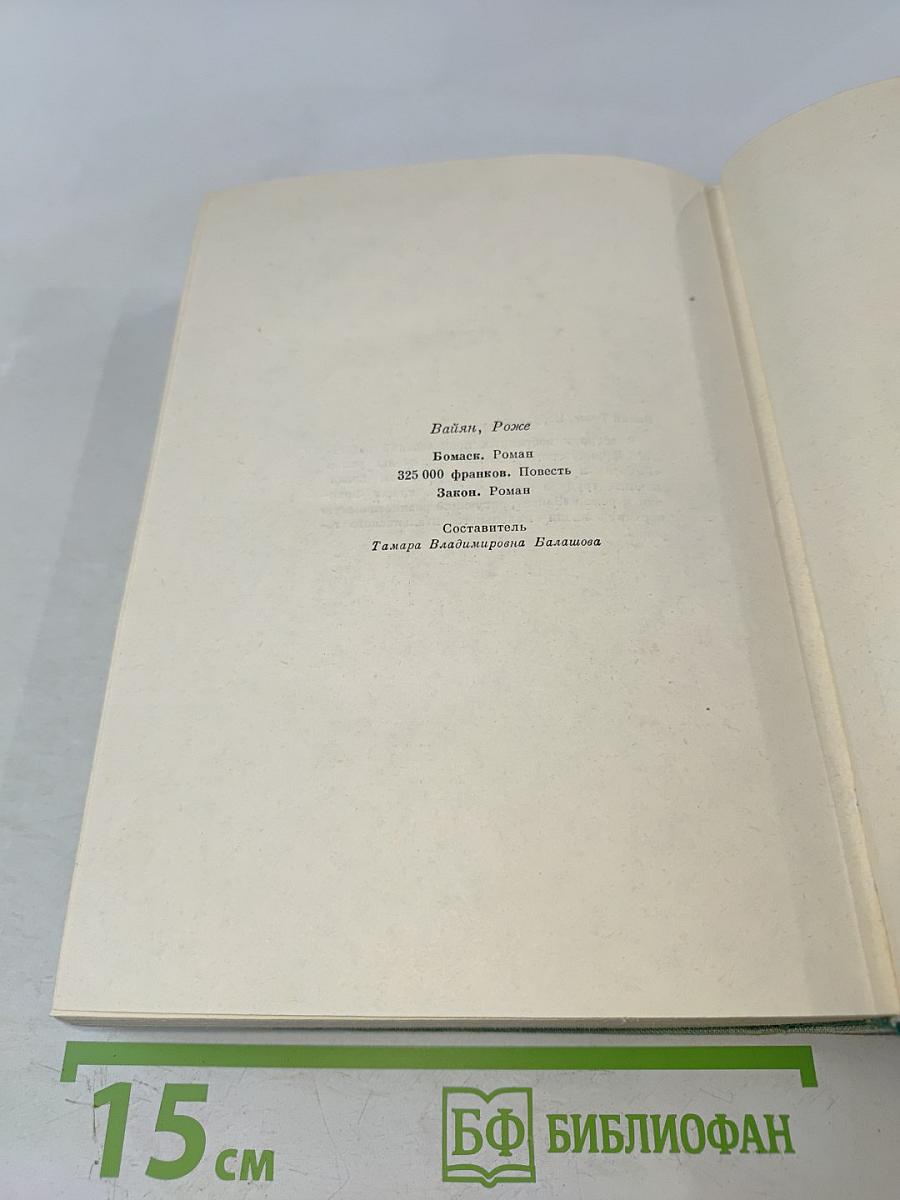 Вайян, Роже
Бомаск. Роман
325 000 франков. Повесть
Закон. Роман
Составитель
Тамара Владимировна Балашова
15 см
БФ БИБЛИОФАН